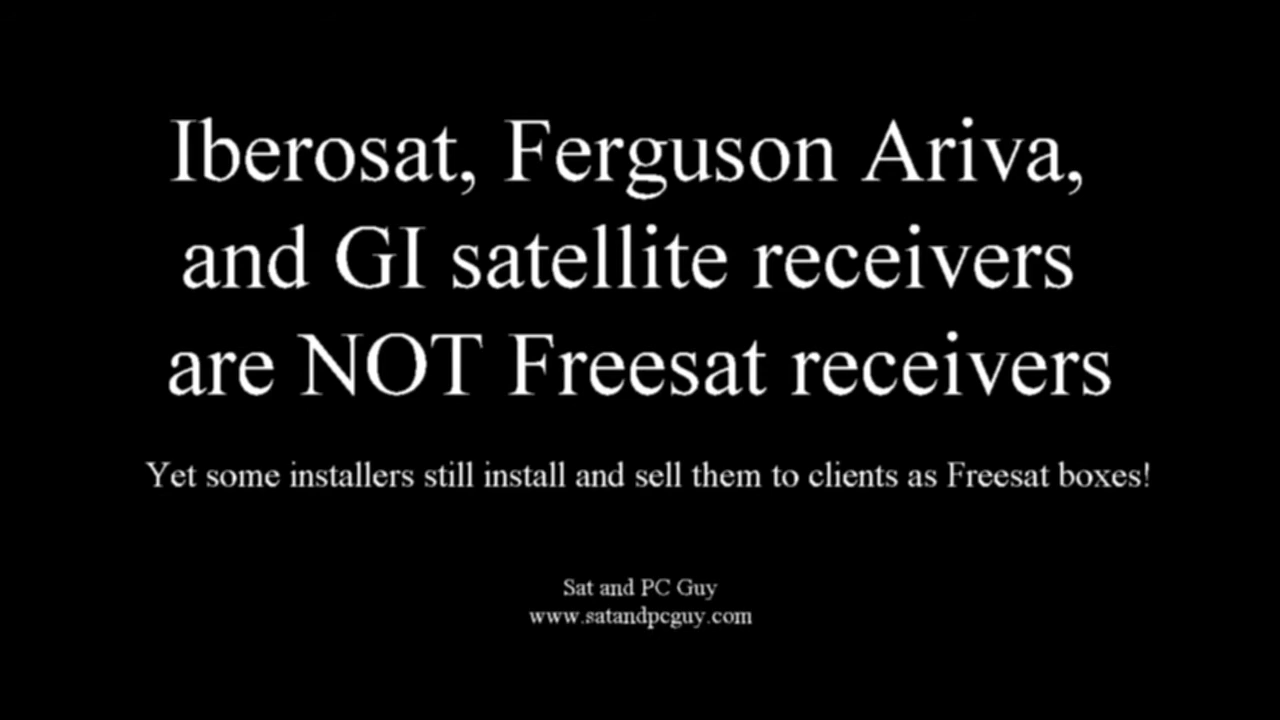 Iberosat, Ferguson Ariva,
and GI satellite receivers
are NOT Freesat receivers
Yet some installers still install and sell them to clients as Freesat boxes!
Sat and PC Guy
www.satandpcguy.com